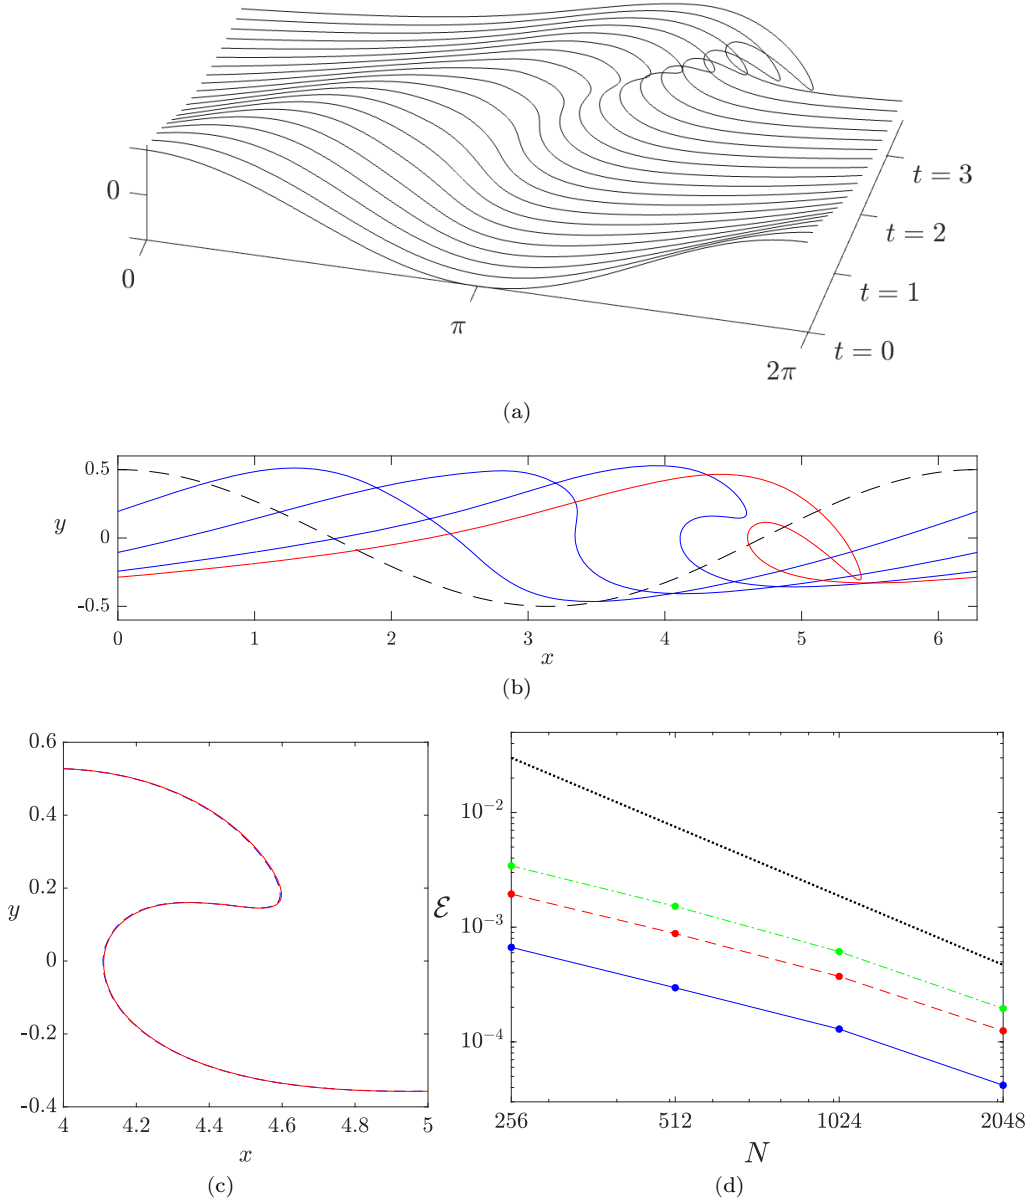 0
0
π
2π
t = 0
t = 1
t = 2
t = 3
(a)
0.5
0
-0.5
y
0 1 2 3 4 5 6
x
(b)
0.6
0.4
0.2
0
-0.2
-0.4
y
4 4.2 4.4 4.6 4.8 5
x
(c)
10⁻²
10⁻³
10⁻⁴
ℰ
256 512 1024 2048
N
(d)